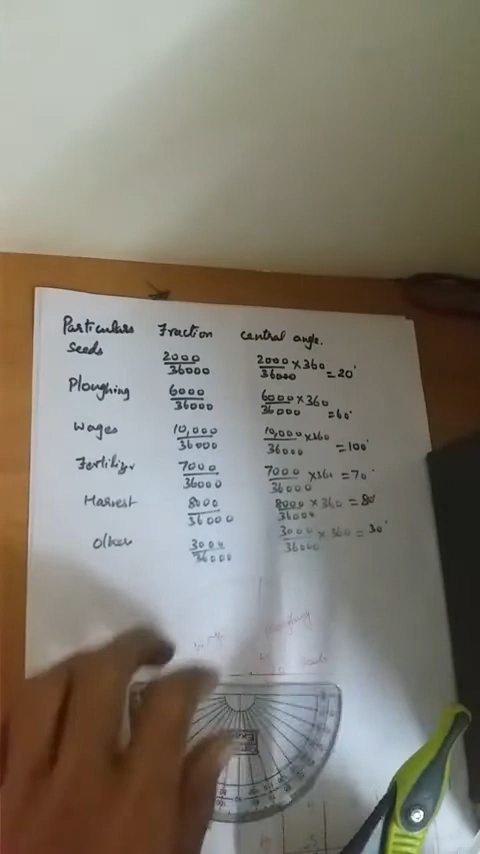 Particulars Fraction central angle.
Seeds 2000/36000 2000/36000 × 360 = 20°
Ploughing 6000/36000 6000/36000 × 360 = 60°
Wages 10,000/36000 10,000/36000 × 360 = 100°
Fertilizer 7000/36000 7000/36000 × 360 = 70°
Harvest 8000/36000 8000/36000 × 360 = 80°
Others 3000/36000 3000/36000 × 360 = 30°
Ploughing
Seeds